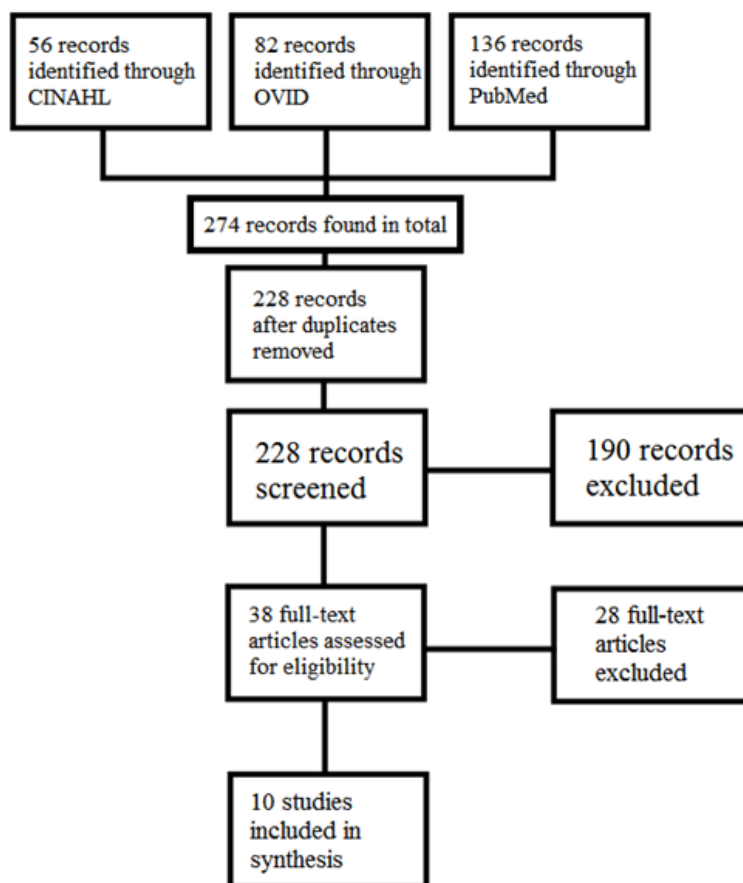 56 records
identified through
CINAHL
82 records
identified through
OVID
136 records
identified through
PubMed
274 records found in total
228 records
after duplicates
removed
228 records
screened
190 records
excluded
38 full-text
articles assessed
for eligibility
28 full-text
articles
excluded
10 studies
included in
synthesis